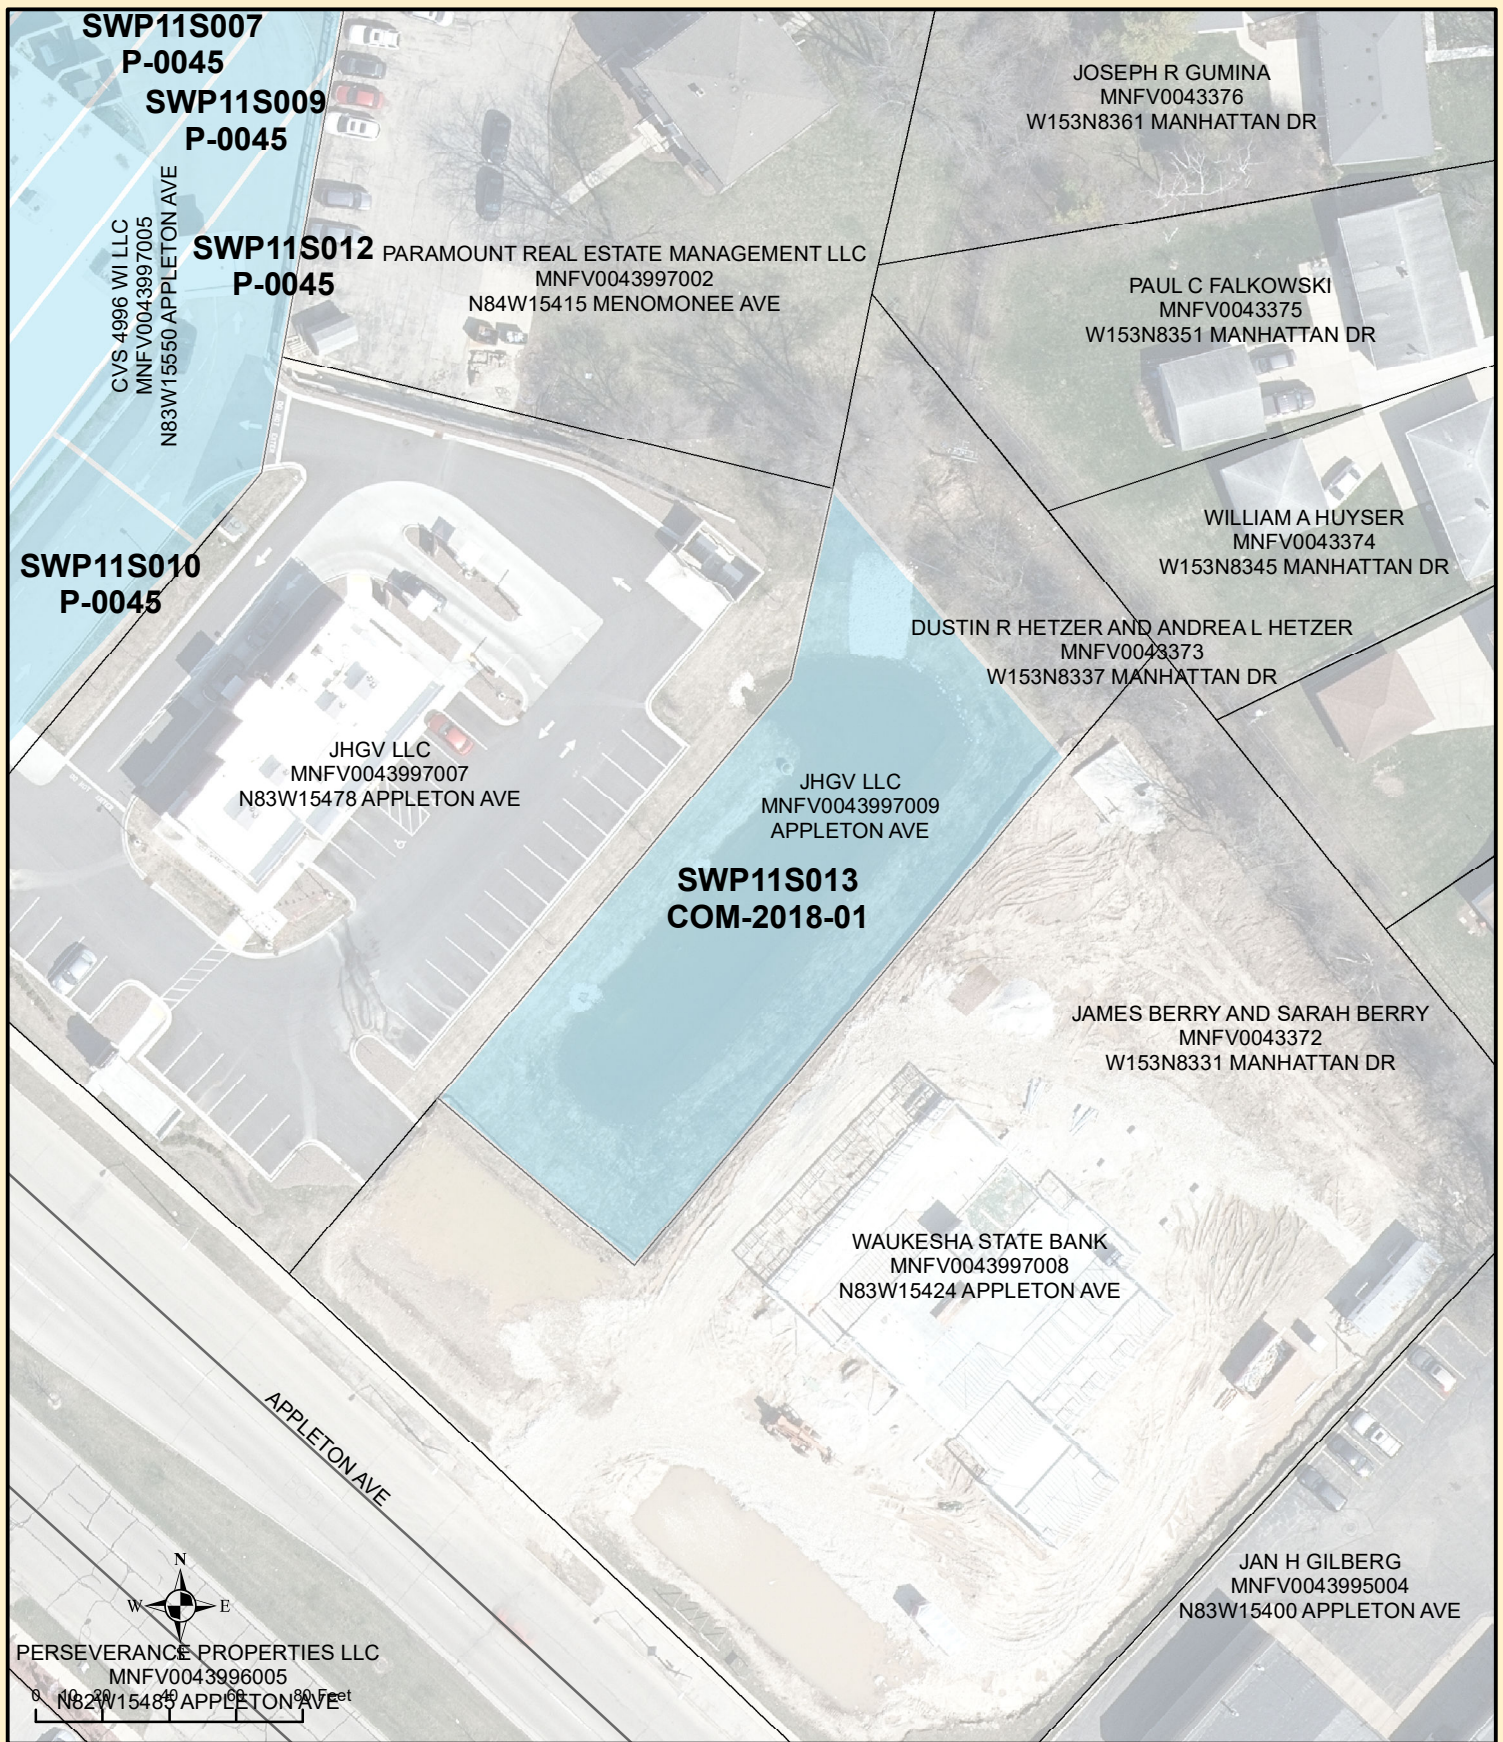 SWP11S007
P-0045
SWP11S009
P-0045
CVS 4996 WI LLC
MNFV0043997005
N83W15550 APPLETON AVE
SWP11S012
P-0045
PARAMOUNT REAL ESTATE MANAGEMENT LLC
MNFV0043997002
N84W15415 MENOMONEE AVE
JOSEPH R GUMINA
MNFV0043376
W153N8361 MANHATTAN DR
PAUL C FALKOWSKI
MNFV0043375
W153N8351 MANHATTAN DR
WILLIAM A HUYSER
MNFV0043374
W153N8345 MANHATTAN DR
SWP11S010
P-0045
DUSTIN R HETZER AND ANDREA L HETZER
MNFV0043373
W153N8337 MANHATTAN DR
JHGV LLC
MNFV0043997007
N83W15478 APPLETON AVE
JHGV LLC
MNFV0043997009
APPLETON AVE
SWP11S013
COM-2018-01
JAMES BERRY AND SARAH BERRY
MNFV0043372
W153N8331 MANHATTAN DR
WAUKESHA STATE BANK
MNFV0043997008
N83W15424 APPLETON AVE
APPLETON AVE
JAN H GILBERG
MNFV0043995004
N83W15400 APPLETON AVE
N
W E
S
PERSEVERANCE PROPERTIES LLC
MNFV0043996005
N82W15485 APPLETON AVE
0 10 20 40 60 80 Feet